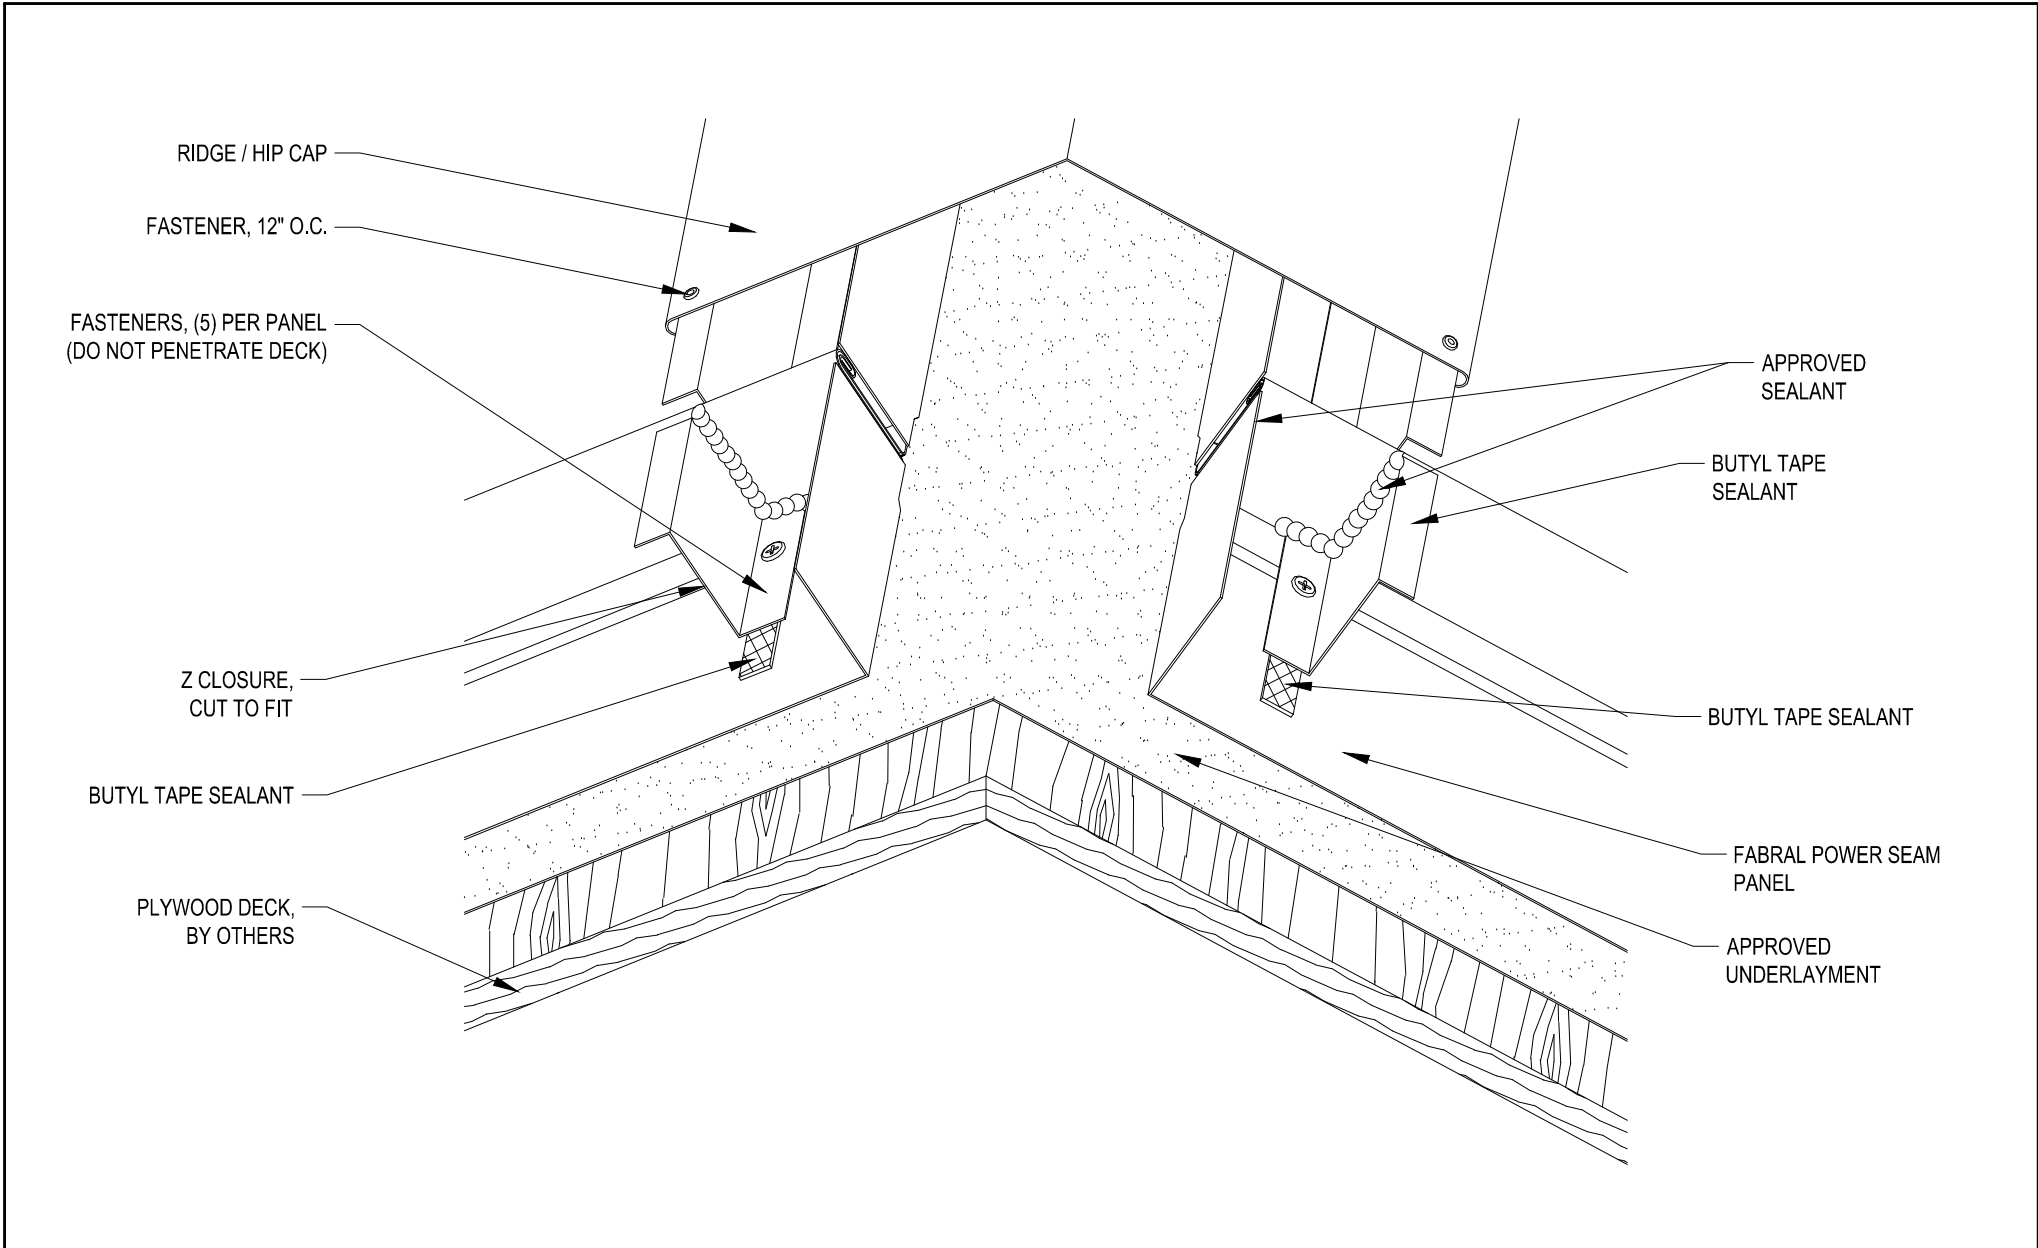 RIDGE / HIP CAP
FASTENER, 12" O.C.
FASTENERS, (5) PER PANEL
(DO NOT PENETRATE DECK)
Z CLOSURE,
CUT TO FIT
BUTYL TAPE SEALANT
PLYWOOD DECK,
BY OTHERS
APPROVED
SEALANT
BUTYL TAPE
SEALANT
BUTYL TAPE SEALANT
FABRAL POWER SEAM
PANEL
APPROVED
UNDERLAYMENT